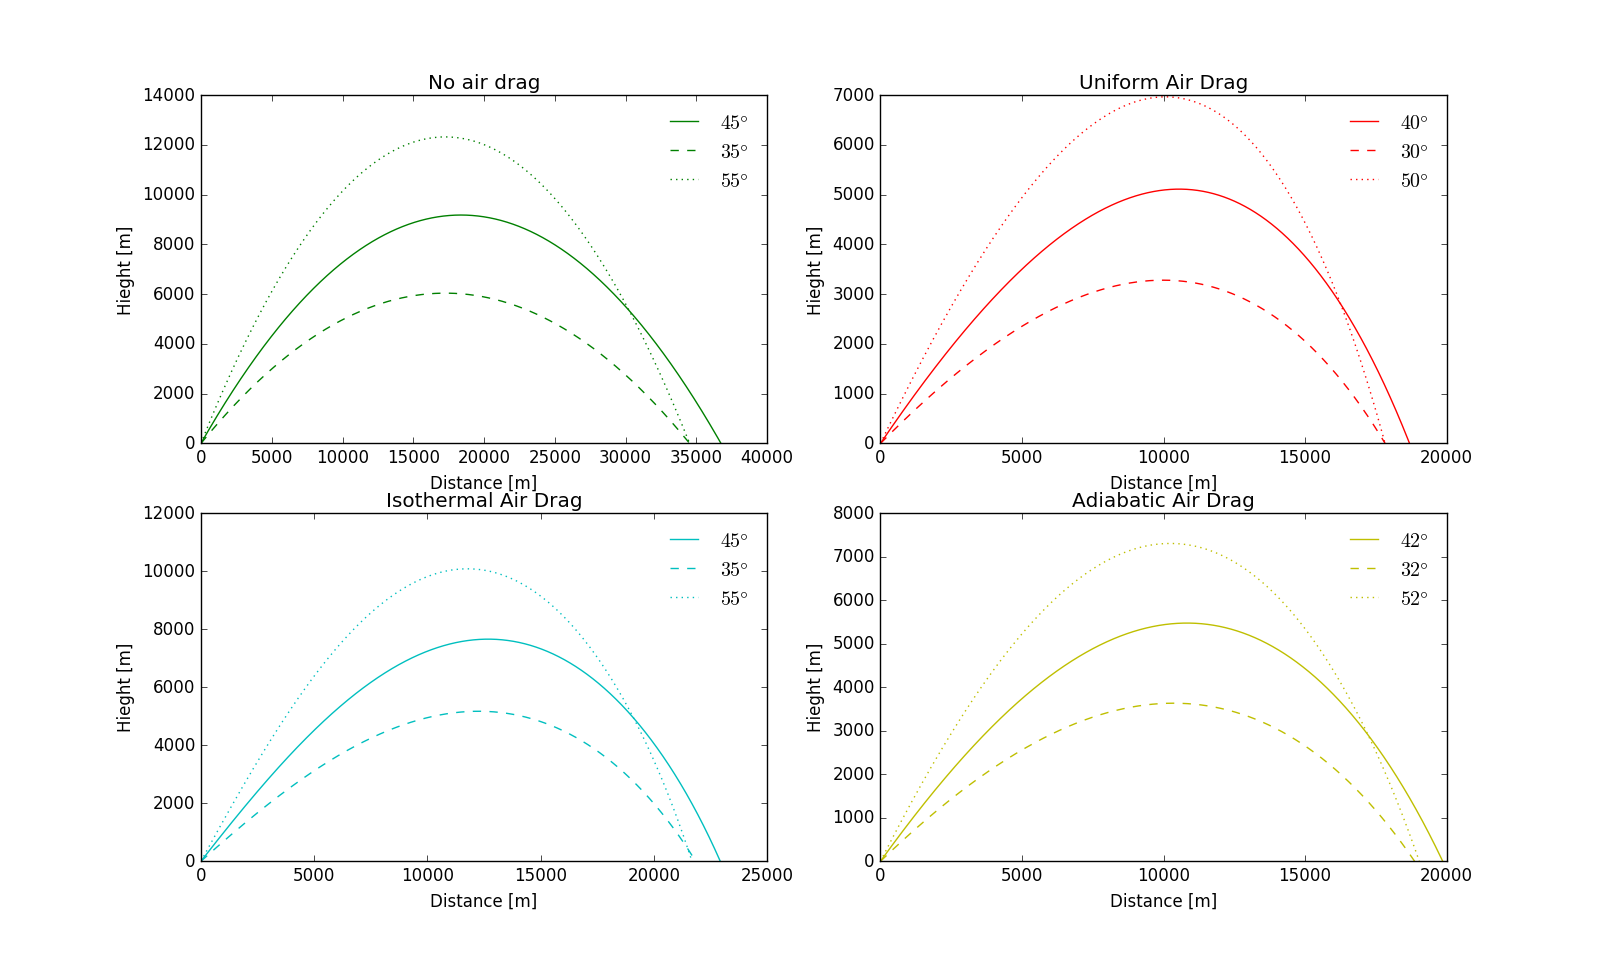 No air drag
14000
12000
10000
8000
6000
4000
2000
0
Hieght [m]
45°
35°
55°
0 5000 10000 15000 20000 25000 30000 35000 40000
Distance [m]
Uniform Air Drag
7000
6000
5000
4000
3000
2000
1000
0
Hieght [m]
40°
30°
50°
0 5000 10000 15000 20000
Distance [m]
Isothermal Air Drag
12000
10000
8000
6000
4000
2000
0
Hieght [m]
45°
35°
55°
0 5000 10000 15000 20000 25000
Distance [m]
Adiabatic Air Drag
8000
7000
6000
5000
4000
3000
2000
1000
0
Hieght [m]
42°
32°
52°
0 5000 10000 15000 20000
Distance [m]